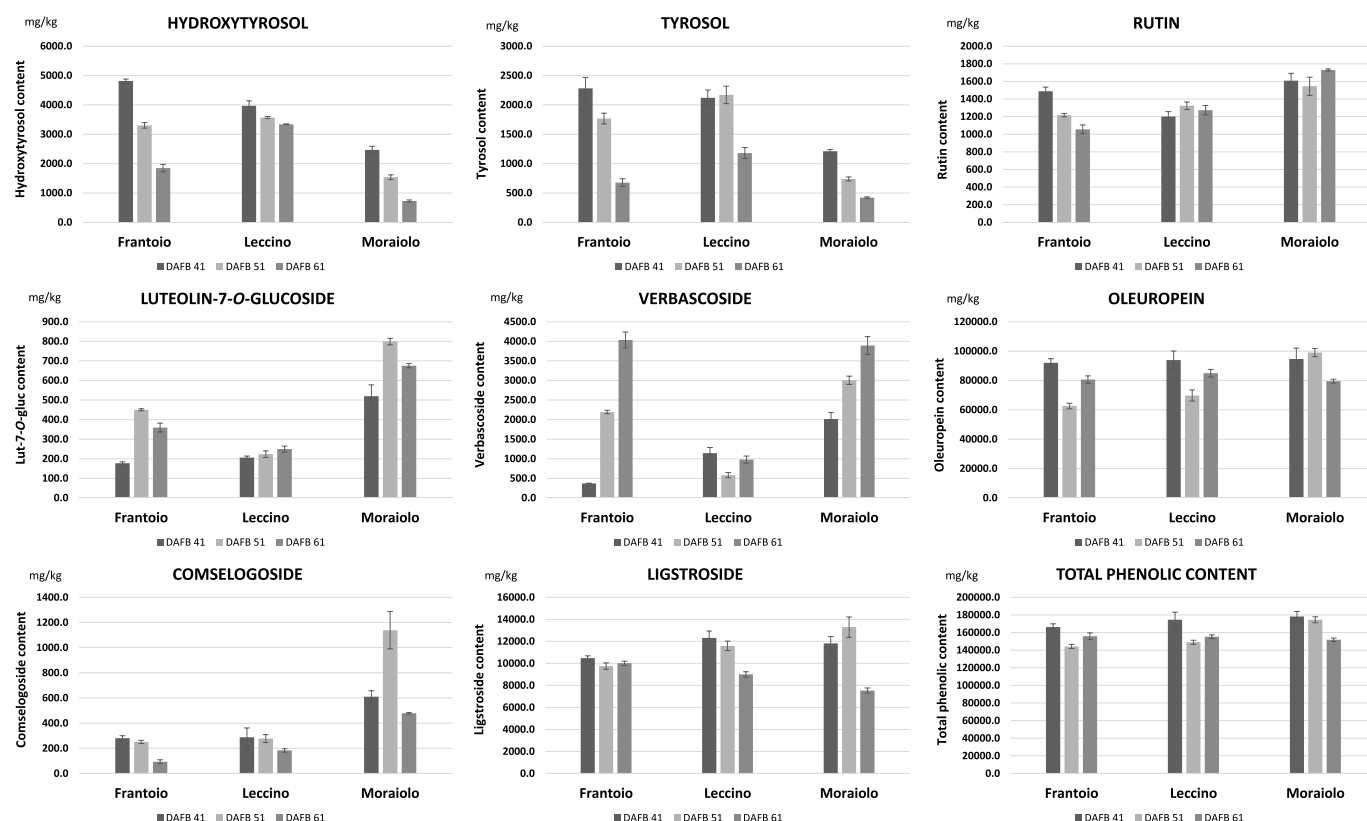 mg/kg
HYDROXYTYROSOL
Hydroxytyrosol content
6000.0
5000.0
4000.0
3000.0
2000.0
1000.0
0.0
Frantoio Leccino Moraiolo
DAFB 41 DAFB 51 DAFB 61
mg/kg
TYROSOL
Tyrosol content
3000.0
2500.0
2000.0
1500.0
1000.0
500.0
0.0
Frantoio Leccino Moraiolo
DAFB 41 DAFB 51 DAFB 61
mg/kg
RUTIN
Rutin content
2000.0
1800.0
1600.0
1400.0
1200.0
1000.0
800.0
600.0
400.0
200.0
0.0
Frantoio Leccino Moraiolo
DAFB 41 DAFB 51 DAFB 61
mg/kg
LUTEOLIN-7-O-GLUCOSIDE
Lut-7-O-gluc content
900.0
800.0
700.0
600.0
500.0
400.0
300.0
200.0
100.0
0.0
Frantoio Leccino Moraiolo
DAFB 41 DAFB 51 DAFB 61
mg/kg
VERBASCOSIDE
Verbascoside content
4500.0
4000.0
3500.0
3000.0
2500.0
2000.0
1500.0
1000.0
500.0
0.0
Frantoio Leccino Moraiolo
DAFB 41 DAFB 51 DAFB 61
mg/kg
OLEUROPEIN
Oleuropein content
120000.0
100000.0
80000.0
60000.0
40000.0
20000.0
0.0
Frantoio Leccino Moraiolo
DAFB 41 DAFB 51 DAFB 61
mg/kg
COMSELOGOSIDE
Comselogoside content
1400.0
1200.0
1000.0
800.0
600.0
400.0
200.0
0.0
Frantoio Leccino Moraiolo
DAFB 41 DAFB 51 DAFB 61
mg/kg
LIGSTROSIDE
Ligstroside content
16000.0
14000.0
12000.0
10000.0
8000.0
6000.0
4000.0
2000.0
0.0
Frantoio Leccino Moraiolo
DAFB 41 DAFB 51 DAFB 61
mg/kg
TOTAL PHENOLIC CONTENT
Total phenolic content
200000.0
180000.0
160000.0
140000.0
120000.0
100000.0
80000.0
60000.0
40000.0
20000.0
0.0
Frantoio Leccino Moraiolo
DAFB 41 DAFB 51 DAFB 61